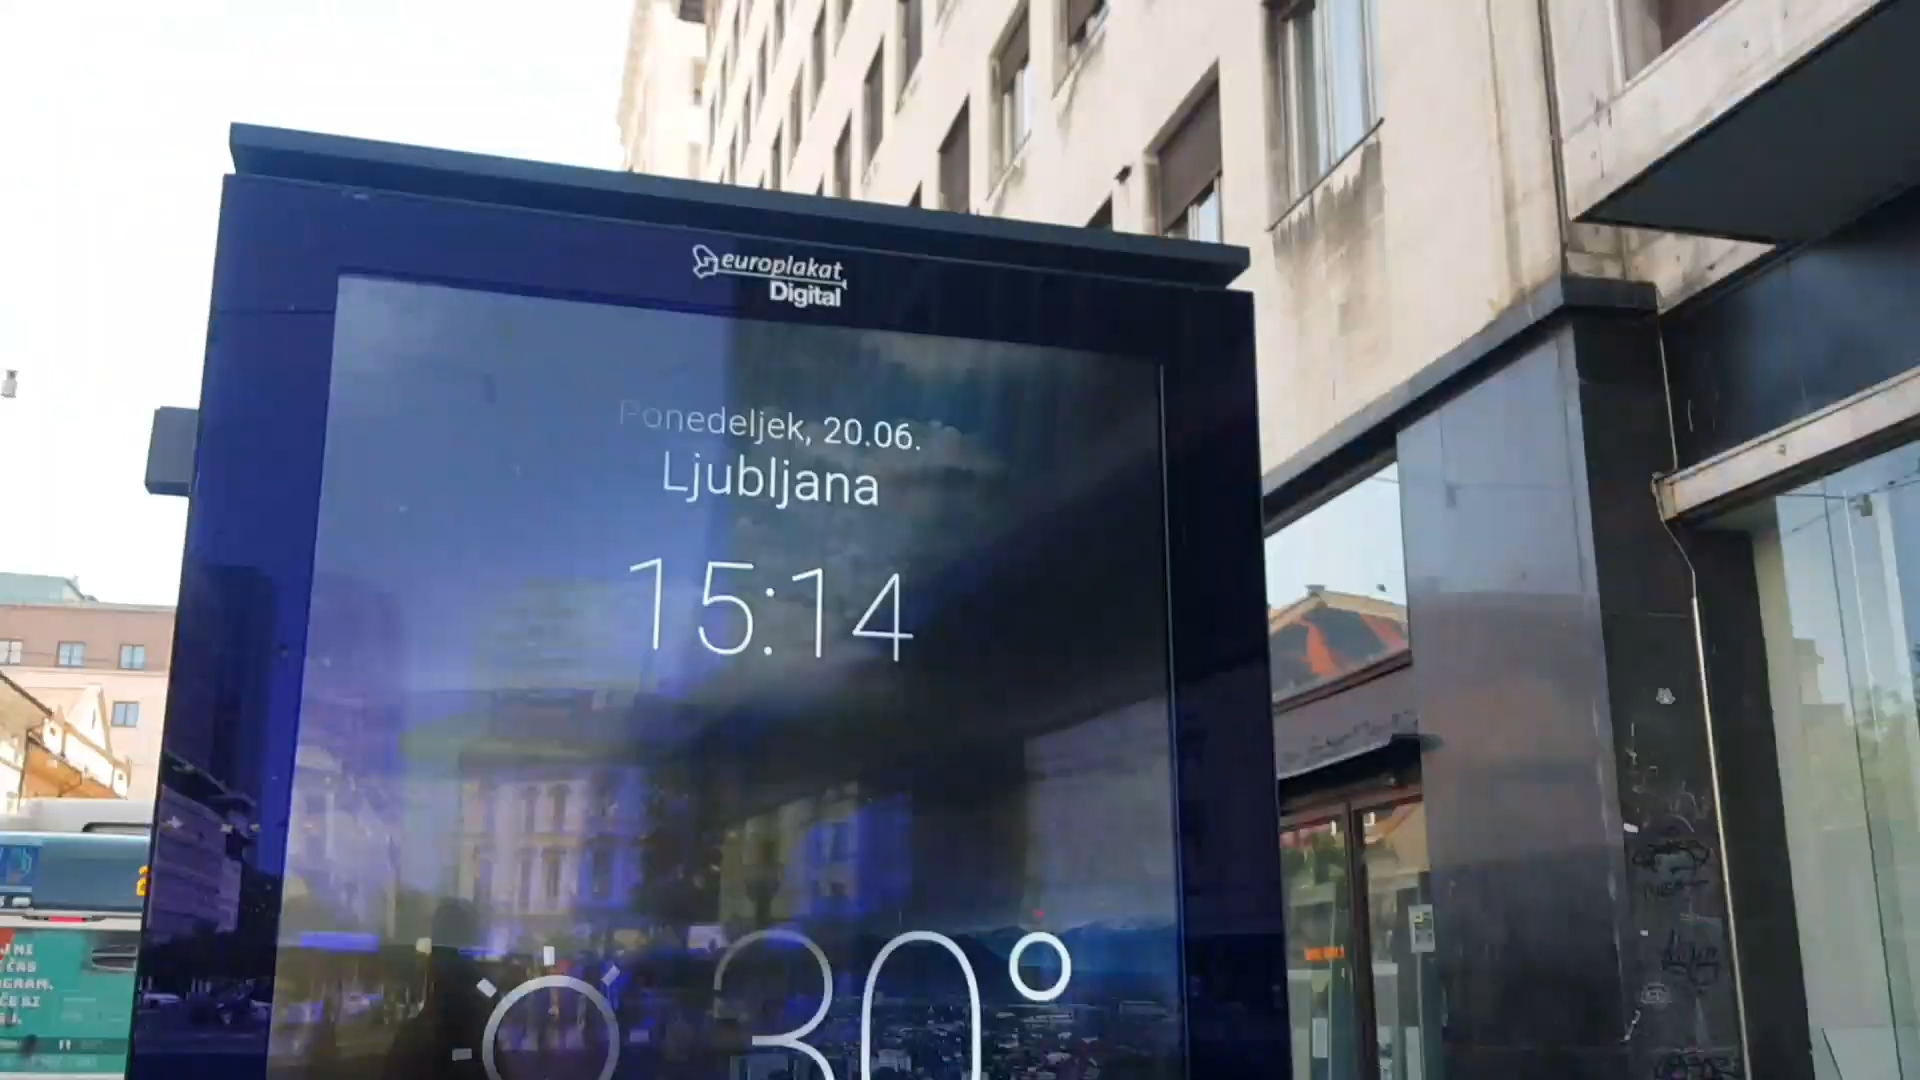 europlakat
Digital
Ponedeljek, 20.06.
Ljubljana
15:14
30°